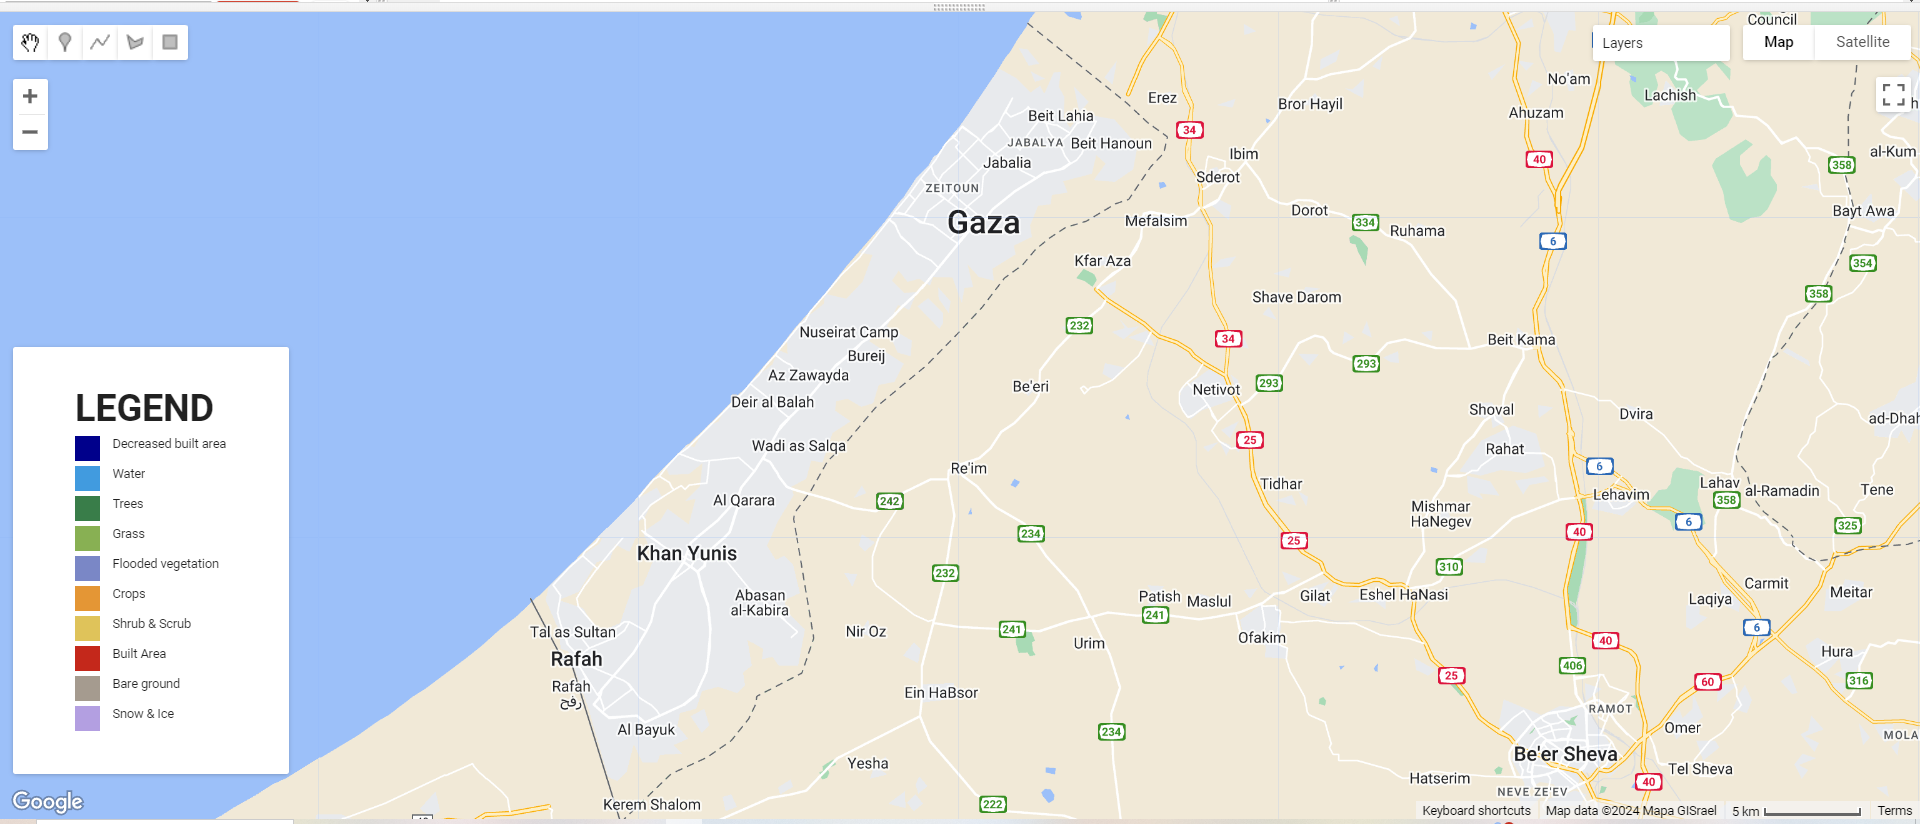 Layers
Map
Satellite
Council
No'am
Lachish
Ahuzam
Erez
Bror Hayil
Beit Lahia
34
JABALYA
Beit Hanoun
Jabalia
Ibim
40
358
al-Kum
Sderot
ZEITOUN
Gaza
Mefalsim
Dorot
334
Ruhama
Bayt Awa
6
Kfar Aza
354
Shave Darom
358
232
Nuseirat Camp
34
Beit Kama
Bureij
293
Az Zawayda
293
Be'eri
Netivot
Deir al Balah
Shoval
Dvira
ad-Dhah
Wadi as Salqa
25
Rahat
Re'im
6
Tidhar
Lehavim
Lahav
358
al-Ramadin
Tene
Al Qarara
242
Mishmar
HaNegev
6
325
234
25
40
Khan Yunis
232
310
Abasan
al-Kabira
Patish
241
Maslul
Gilat
Eshel HaNasi
Carmit
Laqiya
Meitar
Tal as Sultan
Nir Oz
241
Urim
Ofakim
6
40
Rafah
406
Hura
Rafah
رفح
Ein HaBsor
25
60
316
RAMOT
Al Bayuk
234
Omer
MOLA
Be'er Sheva
Yesha
Hatserim
Tel Sheva
NEVE ZE'EV
40
Kerem Shalom
222
LEGEND
Decreased built area
Water
Trees
Grass
Flooded vegetation
Crops
Shrub & Scrub
Built Area
Bare ground
Snow & Ice
Google
Keyboard shortcuts
Map data ©2024 Mapa GISrael
5 km
Terms